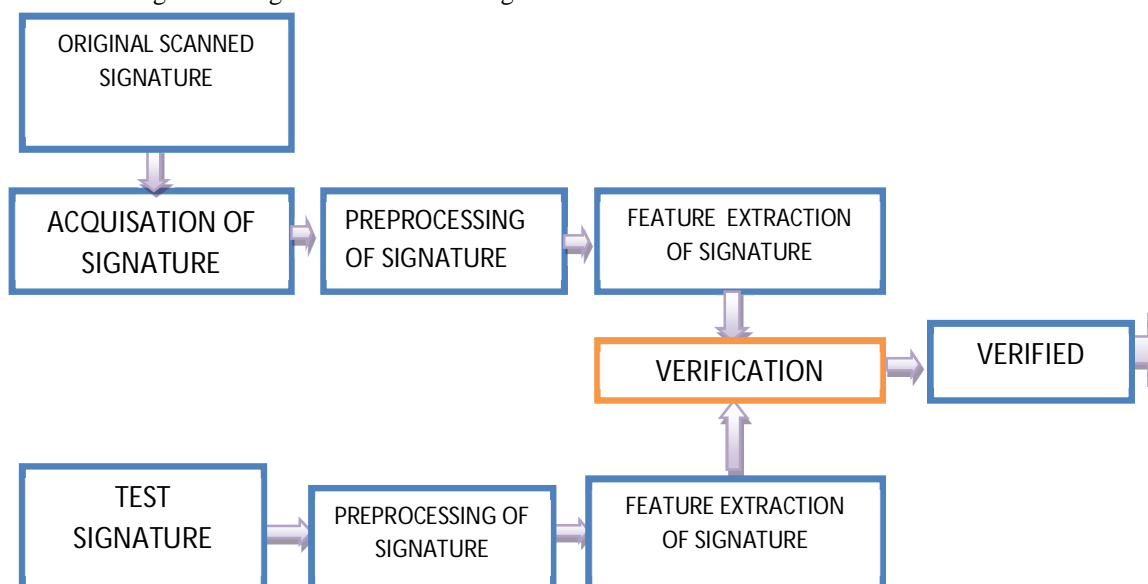 ORIGINAL SCANNED
SIGNATURE
ACQUISATION OF
SIGNATURE
PREPROCESSING
OF SIGNATURE
FEATURE EXTRACTION
OF SIGNATURE
VERIFICATION
VERIFIED
TEST
SIGNATURE
PREPROCESSING OF
SIGNATURE
FEATURE EXTRACTION
OF SIGNATURE